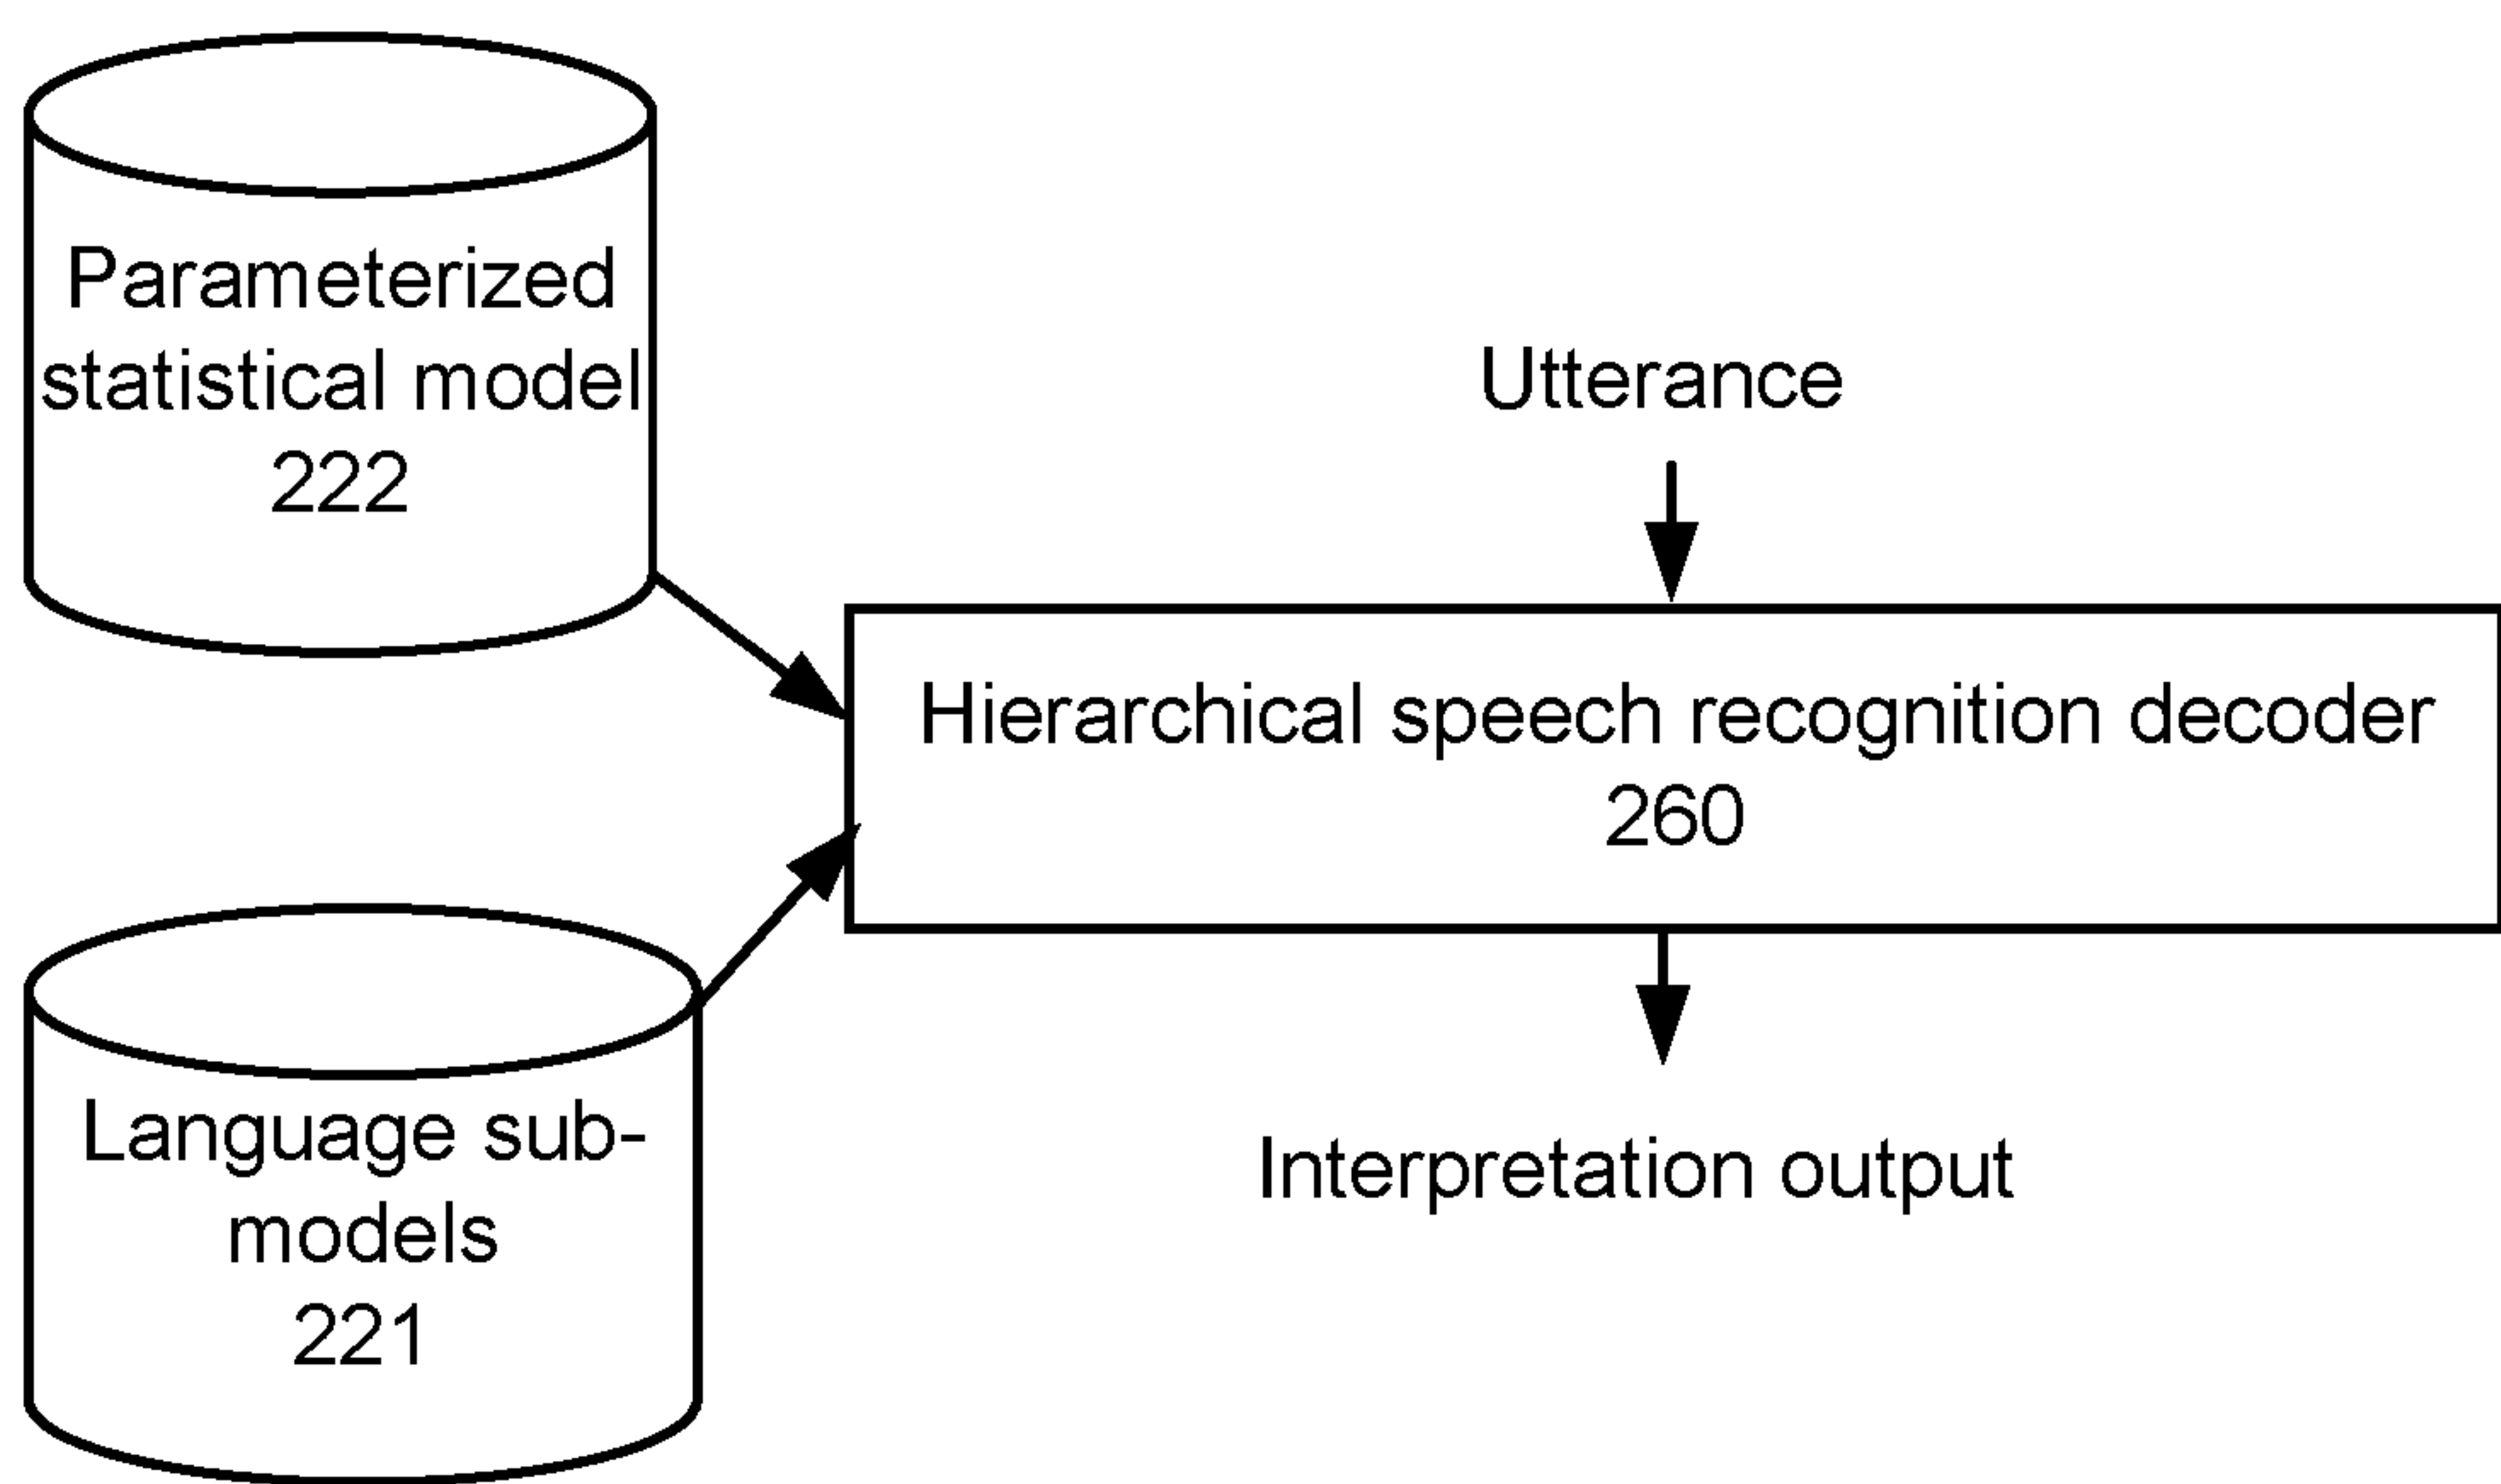 Parameterized
statistical model
222
Utterance
Hierarchical speech recognition decoder
260
Language sub-
models
221
Interpretation output